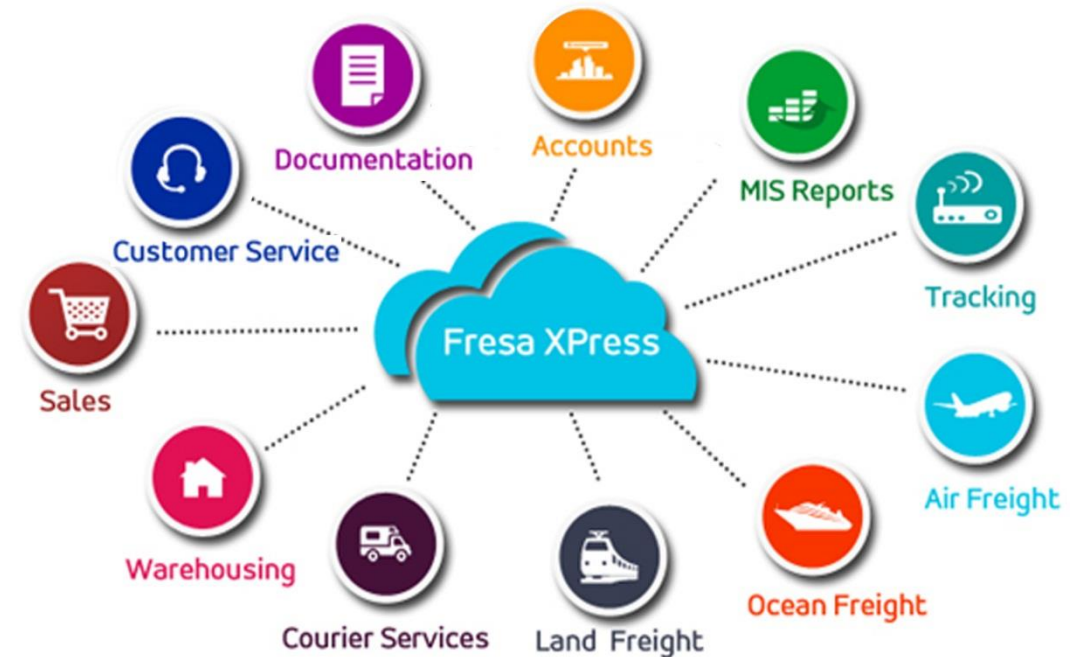 Documentation
Accounts
MIS Reports
Customer Service
Tracking
Fresa XPress
Sales
Air Freight
Warehousing
Ocean Freight
Courier Services
Land Freight